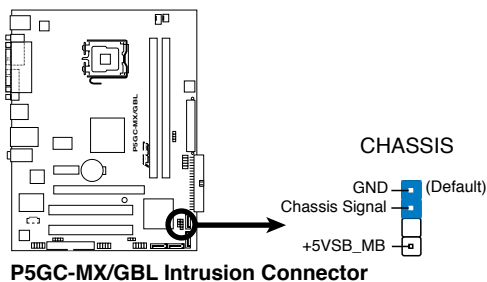 P5GC-MX/GBL
CHASSIS
GND
(Default)
Chassis Signal
+5VSB_MB
P5GC-MX/GBL Intrusion Connector